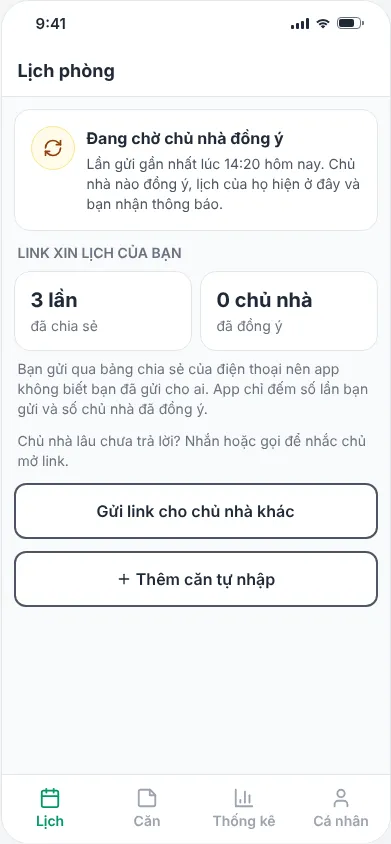 9:41
Lịch phòng
Đang chờ chủ nhà đồng ý
Lần gửi gần nhất lúc 14:20 hôm nay. Chủ
nhà nào đồng ý, lịch của họ hiện ở đây và
bạn nhận thông báo.
LINK XIN LỊCH CỦA BẠN
3 lần
đã chia sẻ
0 chủ nhà
đã đồng ý
Bạn gửi qua bảng chia sẻ của điện thoại nên app
không biết bạn đã gửi cho ai. App chỉ đếm số lần bạn
gửi và số chủ nhà đã đồng ý.
Chủ nhà lâu chưa trả lời? Nhắn hoặc gọi để nhắc chủ
mở link.
Gửi link cho chủ nhà khác
+ Thêm căn tự nhập
Lịch
Căn
Thống kê
Cá nhân